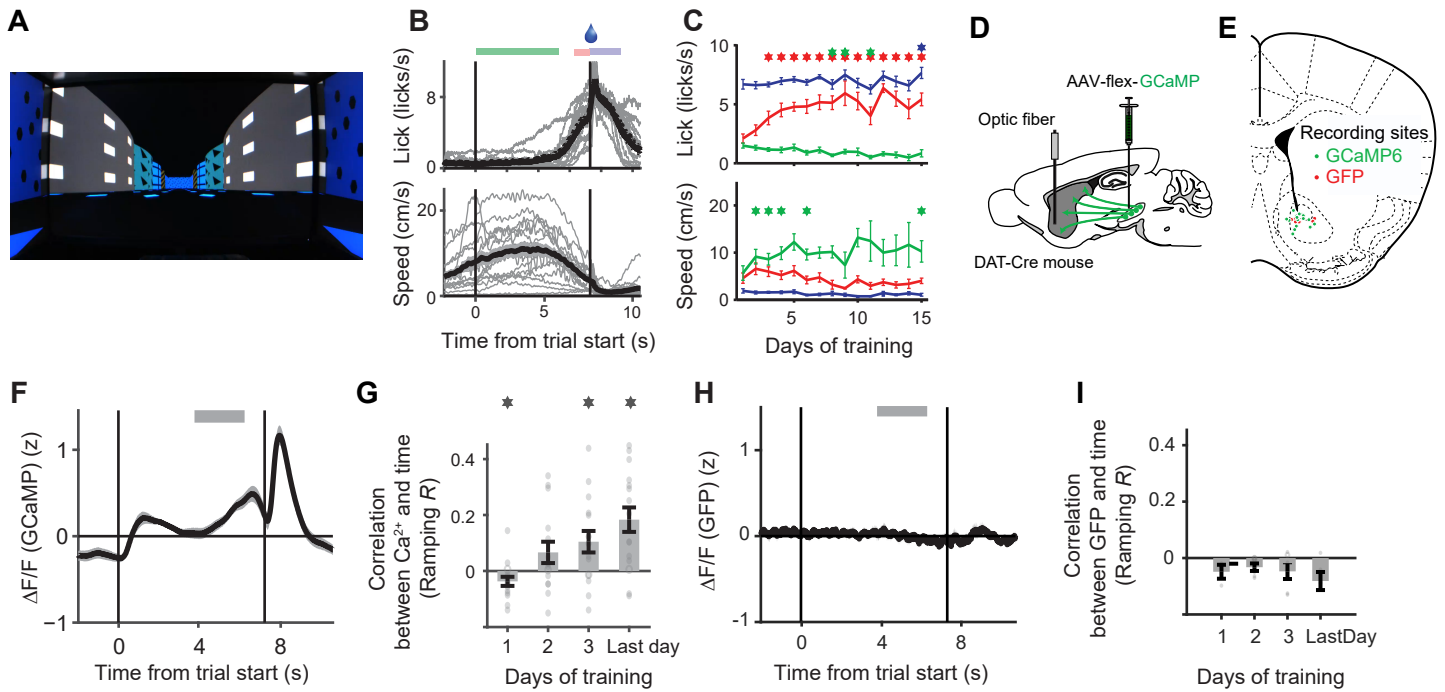 A
B
8
0
Lick (licks/s)
20
0
Speed (cm/s)
0
5
10
Time from trial start (s)
C
10
5
0
Lick (licks/s)
20
10
0
Speed (cm/s)
5
10
15
Days of training
D
AAV-flex-GCaMP
Optic fiber
DAT-Cre mouse
E
Recording sites
GCaMP6
GFP
F
1
0
−1
ΔF/F (GCaMP) (z)
0
4
8
Time from trial start (s)
G
0.4
0.2
0
Correlation
between Ca²⁺ and time
(Ramping R)
1
2
3
Last day
Days of training
H
1
0
-1
ΔF/F (GFP) (z)
0
4
8
Time from trial start (s)
I
0.4
0
Correlation
between GFP and time
(Ramping R)
1
2
3
LastDay
Days of training